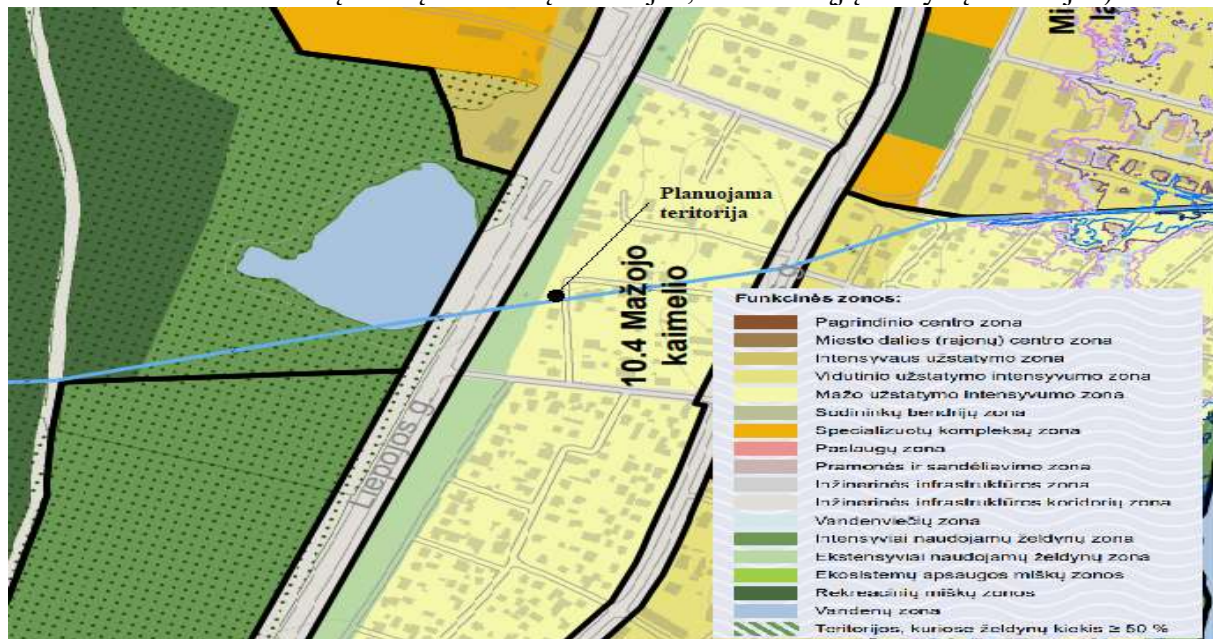 Mi
Planuojama
teritorija
10.4 Mažojo
kaimelio
g.
Liepojos g.
Funkcinės zonos:
Pagrindinio centro zona
Miesto dalies (rajonų) centro zona
Intensyvaus užstatymo zona
Vidutinio užstatymo intensyvumo zona
Mažo užstatymo intensyvumo zona
Sodininkų bendrijų zona
Specializuotų kompleksų zona
Paslaugų zona
Pramonės ir sandėliavimo zona
Inžinerinės infrastruktūros zona
Inžinerinės infrastruktūros koridorių zona
Vandenviečių zona
Intensyviai naudojamų želdynų zona
Ekstensyviai naudojamų želdynų zona
Ekosistemų apsaugos miškų zonos
Rekreacinių miškų zonos
Vandenų zona
Teritorijos, kuriose želdynų kiekis ≥ 50 %